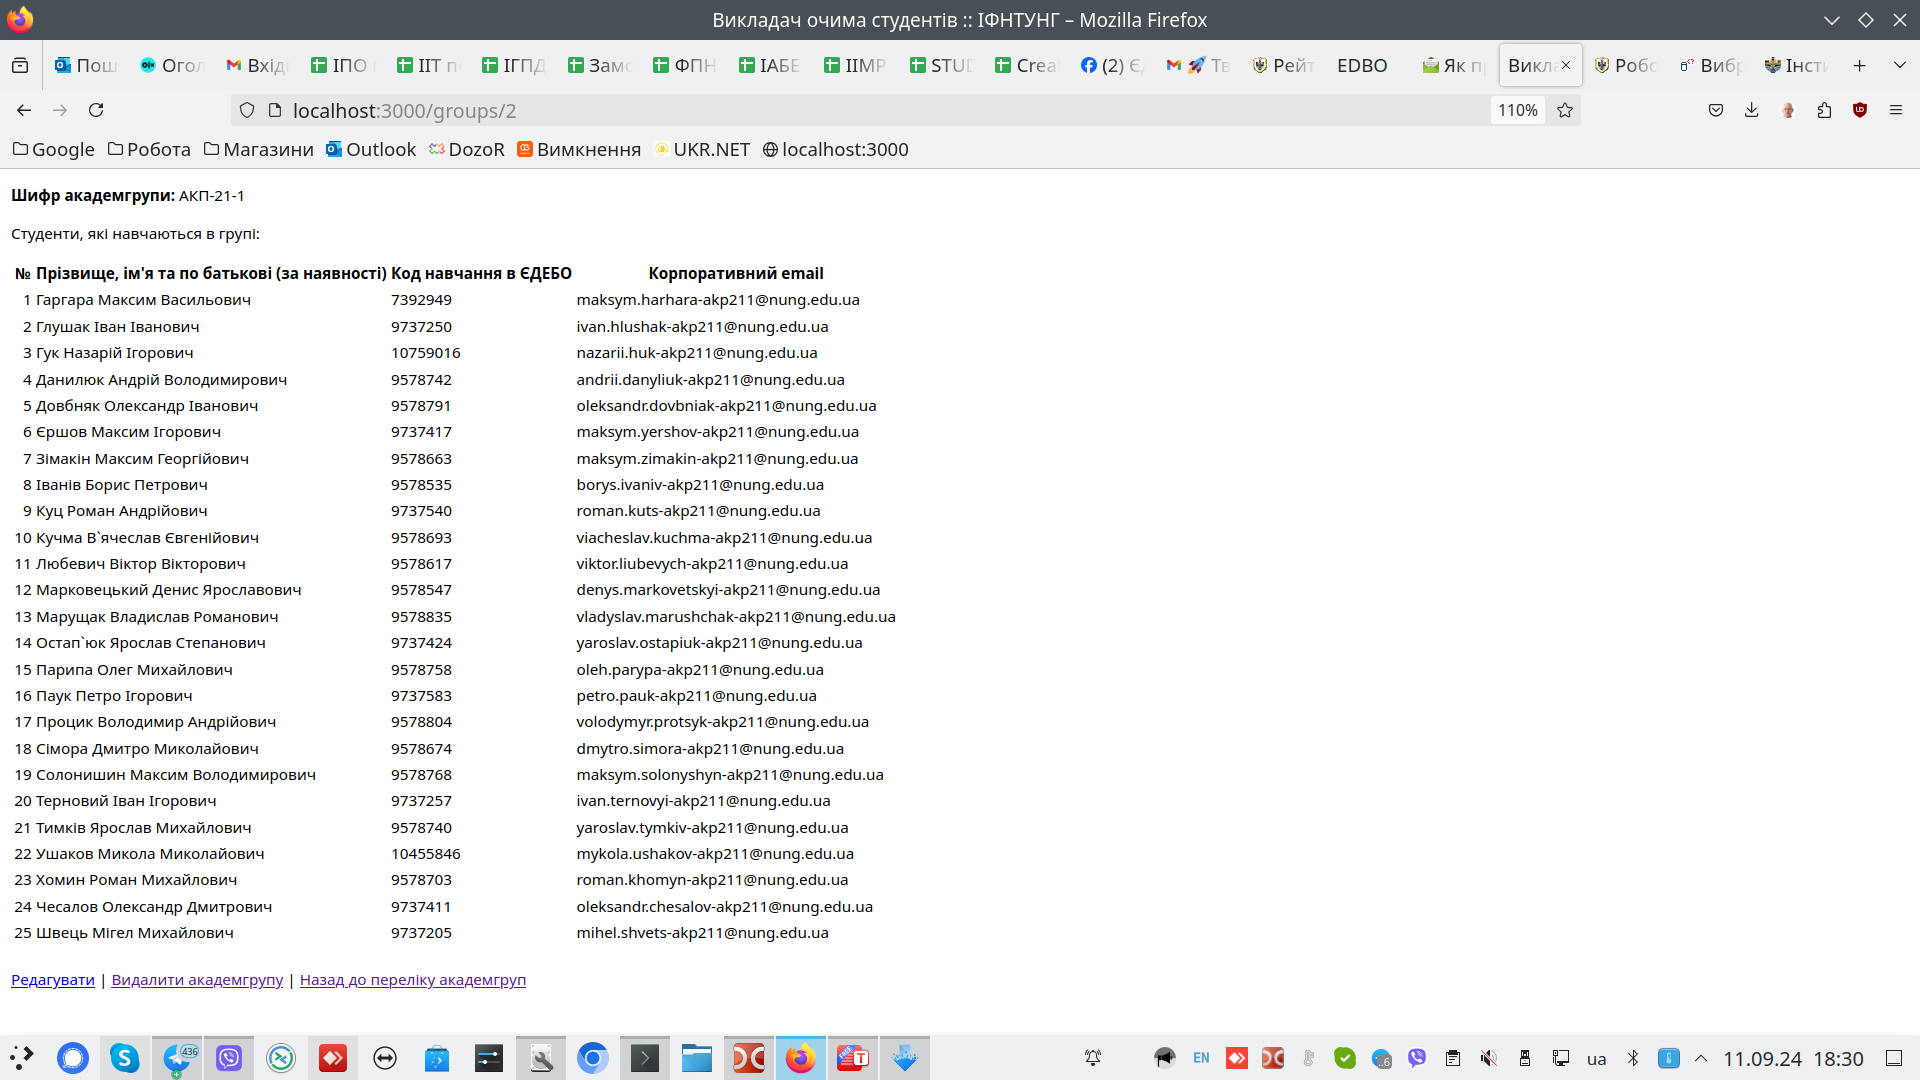 Викладач очима студентів :: ІФНТУНГ – Mozilla Firefox
Пош Огол Вхідн ІПО ІІТ п ІГПД Замо ФПН ІАБЕ ІІМР STUD Crea (2) Є Тв Рейт EDBO Як п Викла Робо Вибр Інсти
localhost:3000/groups/2 110%
Google Робота Магазини Outlook DozoR Вимкнення UKR.NET localhost:3000
Шифр академгрупи: АКП-21-1
Студенти, які навчаються в групі:
№ Прізвище, ім'я та по батькові (за наявності) Код навчання в ЄДЕБО Корпоративний email
1 Гаргара Максим Васильович 7392949 maksym.harhara-akp211@nung.edu.ua
2 Глушак Іван Іванович 9737250 ivan.hlushak-akp211@nung.edu.ua
3 Гук Назарій Ігорович 10759016 nazarii.huk-akp211@nung.edu.ua
4 Данилюк Андрій Володимирович 9578742 andrii.danyliuk-akp211@nung.edu.ua
5 Довбняк Олександр Іванович 9578791 oleksandr.dovbniak-akp211@nung.edu.ua
6 Єршов Максим Ігорович 9737417 maksym.yershov-akp211@nung.edu.ua
7 Зімакін Максим Георгійович 9578663 maksym.zimakin-akp211@nung.edu.ua
8 Іванів Борис Петрович 9578535 borys.ivaniv-akp211@nung.edu.ua
9 Куц Роман Андрійович 9737540 roman.kuts-akp211@nung.edu.ua
10 Кучма В`ячеслав Євгенійович 9578693 viacheslav.kuchma-akp211@nung.edu.ua
11 Любевич Віктор Вікторович 9578617 viktor.liubevych-akp211@nung.edu.ua
12 Марковецький Денис Ярославович 9578547 denys.markovetskyi-akp211@nung.edu.ua
13 Марущак Владислав Романович 9578835 vladyslav.marushchak-akp211@nung.edu.ua
14 Остап`юк Ярослав Степанович 9737424 yaroslav.ostapiuk-akp211@nung.edu.ua
15 Парипа Олег Михайлович 9578758 oleh.parypa-akp211@nung.edu.ua
16 Паук Петро Ігорович 9737583 petro.pauk-akp211@nung.edu.ua
17 Процик Володимир Андрійович 9578804 volodymyr.protsyk-akp211@nung.edu.ua
18 Сімора Дмитро Миколайович 9578674 dmytro.simora-akp211@nung.edu.ua
19 Солонишин Максим Володимирович 9578768 maksym.solonyshyn-akp211@nung.edu.ua
20 Терновий Іван Ігорович 9737257 ivan.ternovyi-akp211@nung.edu.ua
21 Тимків Ярослав Михайлович 9578740 yaroslav.tymkiv-akp211@nung.edu.ua
22 Ушаков Микола Миколайович 10455846 mykola.ushakov-akp211@nung.edu.ua
23 Хомин Роман Михайлович 9578703 roman.khomyn-akp211@nung.edu.ua
24 Чесалов Олександр Дмитрович 9737411 oleksandr.chesalov-akp211@nung.edu.ua
25 Швець Мігел Михайлович 9737205 mihel.shvets-akp211@nung.edu.ua
Редагувати | Видалити академгрупу | Назад до переліку академгруп
436 EN ua 11.09.24 18:30